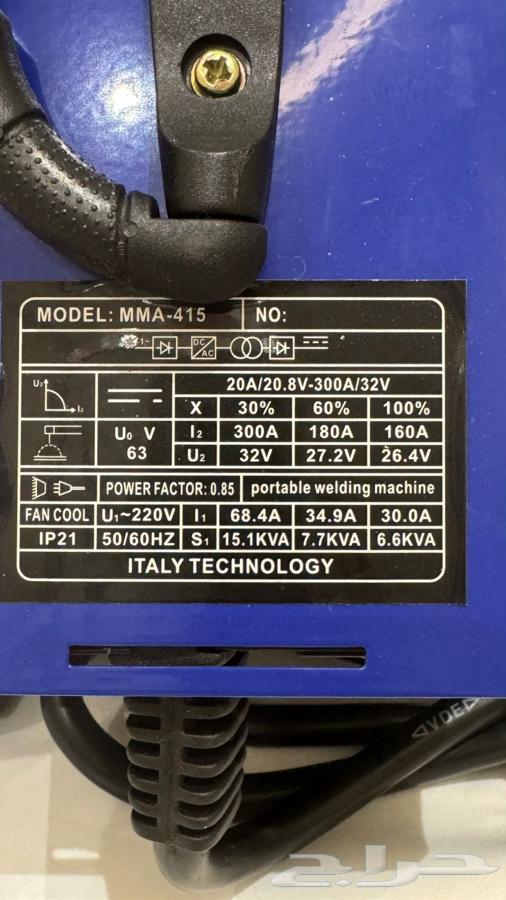 MODEL: MMA-415 NO:
1~ DC AC
20A/20.8V-300A/32V
U₂ I₂ X 30% 60% 100%
U₀ V I₂ 300A 180A 160A
63 U₂ 32V 27.2V 26.4V
POWER FACTOR: 0.85 portable welding machine
FAN COOL U₁~220V I₁ 68.4A 34.9A 30.0A
IP21 50/60HZ S₁ 15.1KVA 7.7KVA 6.6KVA
ITALY TECHNOLOGY
VDE
حراج